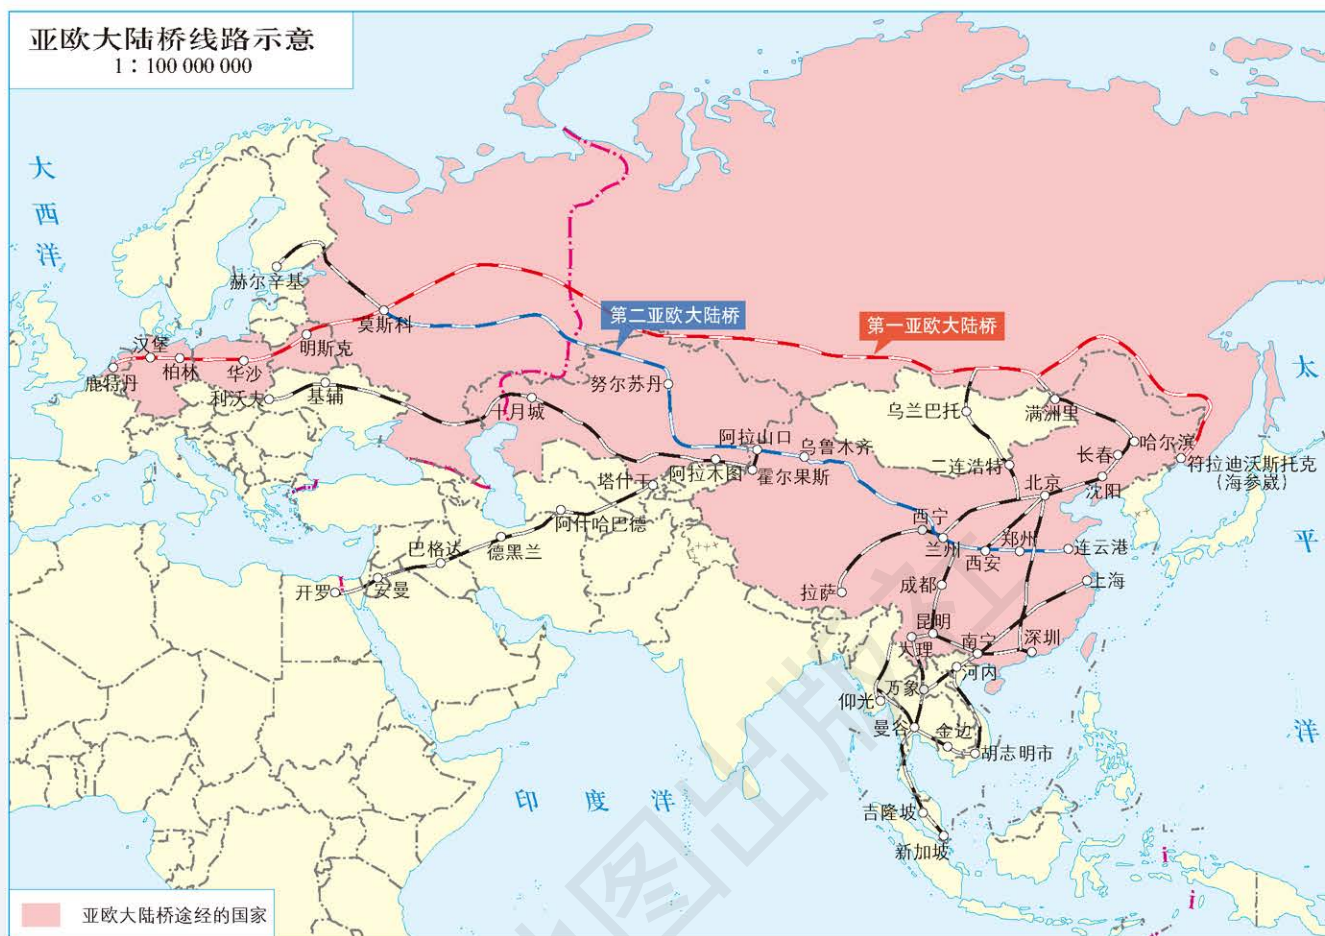 亚欧大陆桥线路示意
1：100 000 000
大西洋
赫尔辛基
莫斯科
第二亚欧大陆桥
第一亚欧大陆桥
明斯克
汉堡
鹿特丹
柏林
华沙
利沃夫
基辅
十月城
努尔苏丹
乌兰巴托
满洲里
太平洋
阿拉山口
乌鲁木齐
哈尔滨
长春
符拉迪沃斯托克
(海参崴)
二连浩特
阿拉木图
霍尔果斯
塔什干
北京
沈阳
阿什哈巴德
西宁
兰州
西安
郑州
连云港
巴格达
德黑兰
开罗
安曼
拉萨
成都
上海
昆明
大理
南宁
深圳
河内
仰光
万象
曼谷
金边
胡志明市
印度洋
吉隆坡
新加坡
亚欧大陆桥途经的国家
中国地图出版社